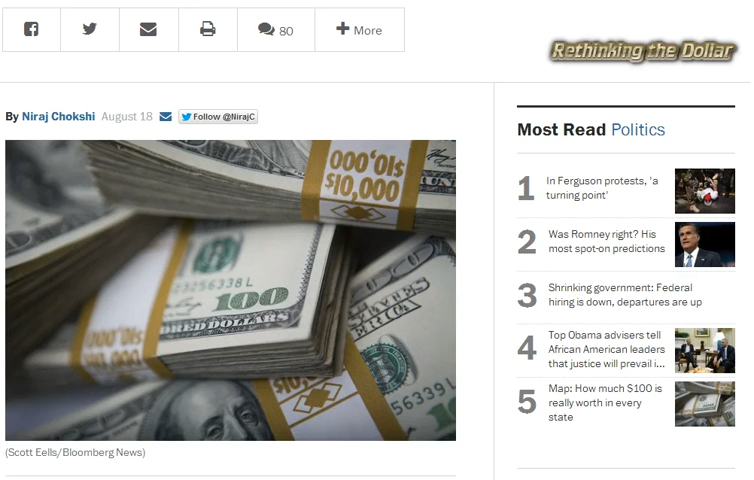 80
More
Rethinking the Dollar
By Niraj Chokshi August 18
Follow @NirajC
Most Read Politics
1
In Ferguson protests, 'a
turning point'
2
Was Romney right? His
most spot-on predictions
3
Shrinking government: Federal
hiring is down, departures are up
4
Top Obama advisers tell
African American leaders
that justice will prevail i...
5
Map: How much $100 is
really worth in every
state
$10,000
$10,000
100
(Scott Eells/Bloomberg News)